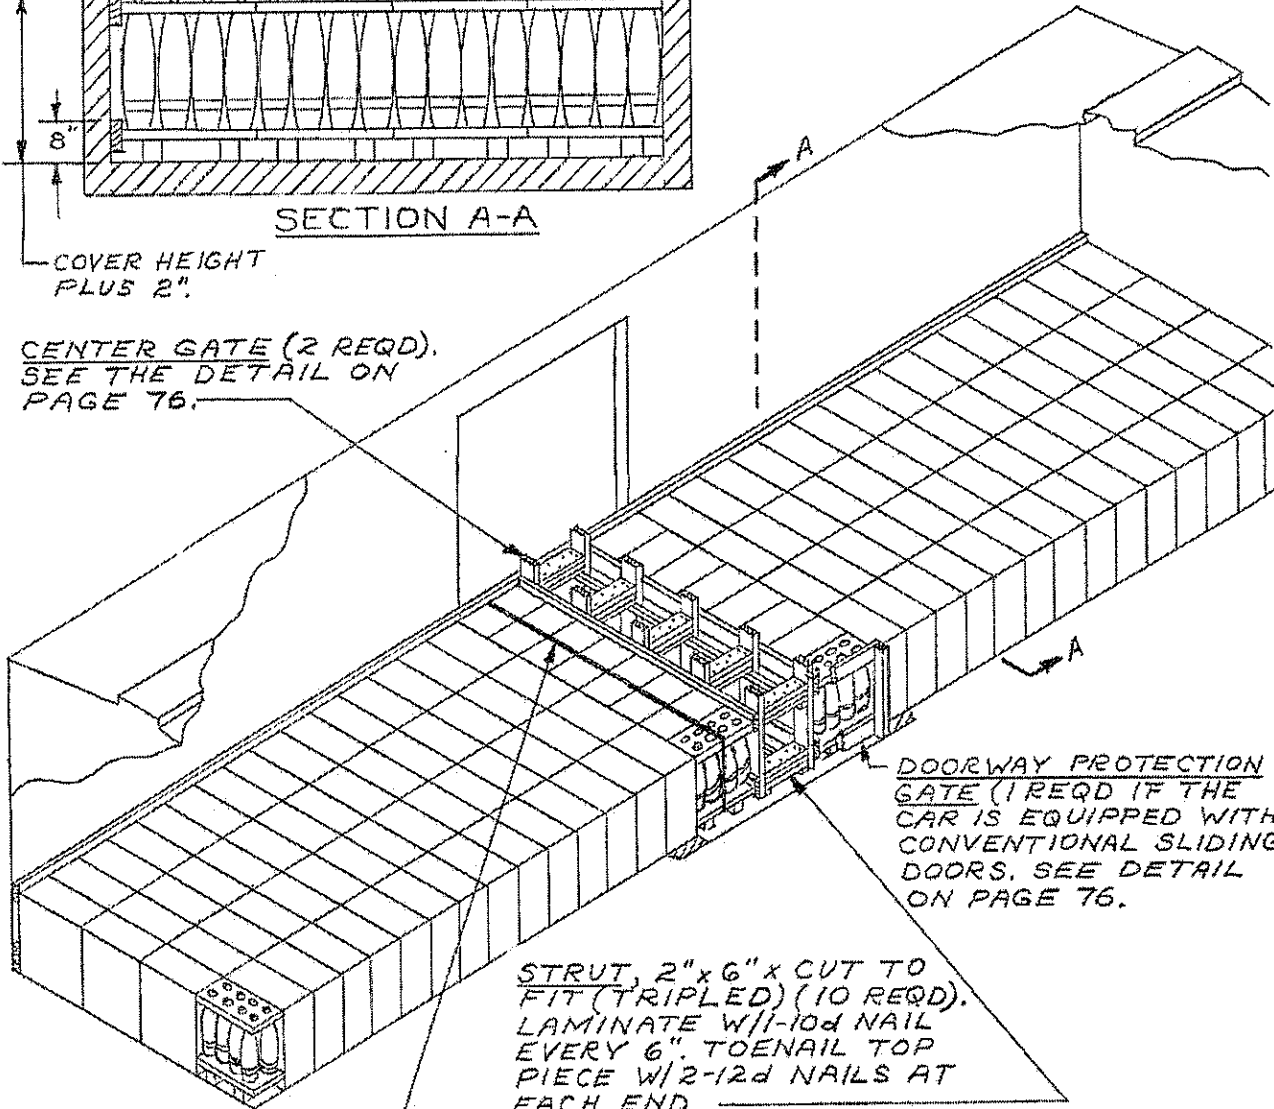 8"
SECTION A-A
COVER HEIGHT
PLUS 2".
A
CENTER GATE (2 REQD).
SEE THE DETAIL ON
PAGE 76.
A
DOORWAY PROTECTION
GATE (1 REQD IF THE
CAR IS EQUIPPED WITH
CONVENTIONAL SLIDING
DOORS. SEE DETAIL
ON PAGE 76.
STRUT, 2" x 6" x CUT TO
FIT (TRIPLED) (10 REQD).
LAMINATE W/1-10d NAIL
EVERY 6". TOENAIL TOP
PIECE W/2-12d NAILS AT
EACH END